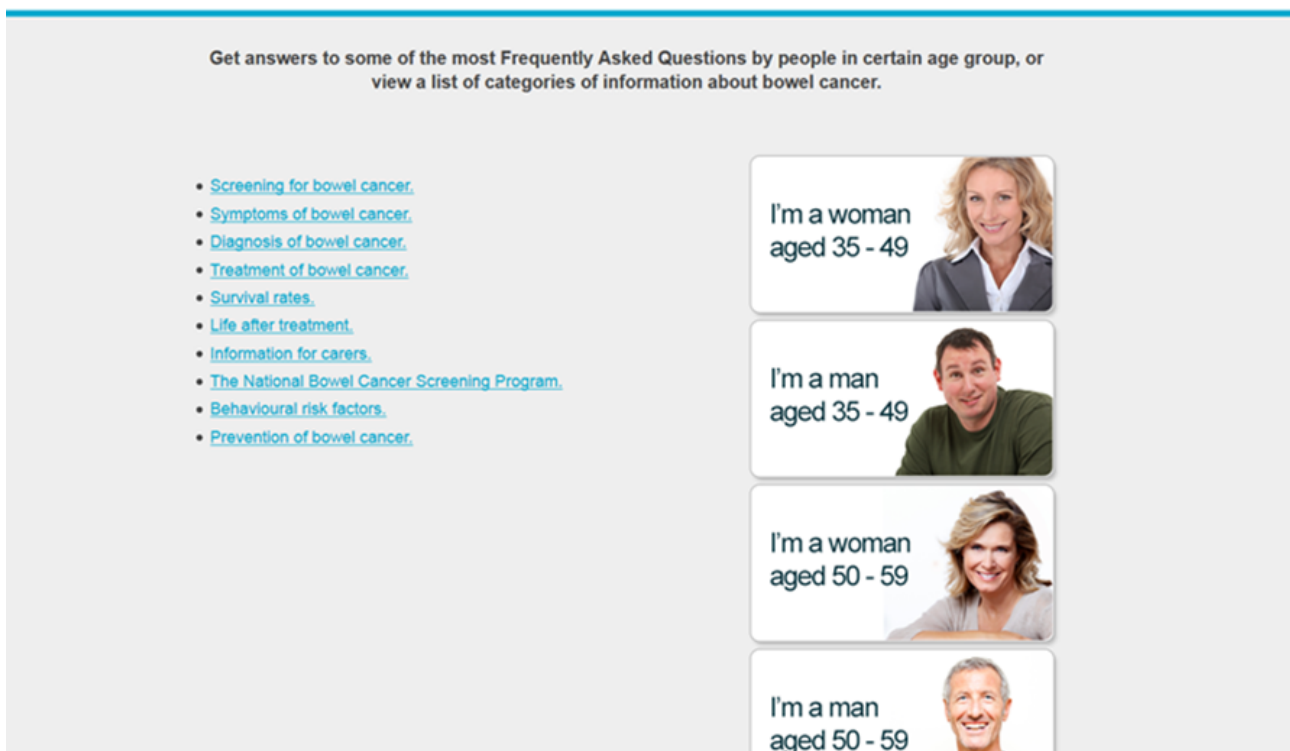 Get answers to some of the most Frequently Asked Questions by people in certain age group, or
view a list of categories of information about bowel cancer.
Screening for bowel cancer.
Symptoms of bowel cancer.
Diagnosis of bowel cancer.
Treatment of bowel cancer.
Survival rates.
Life after treatment.
Information for carers.
The National Bowel Cancer Screening Program.
Behavioural risk factors.
Prevention of bowel cancer.
I'm a woman
aged 35 - 49
I'm a man
aged 35 - 49
I'm a woman
aged 50 - 59
I'm a man
aged 50 - 59